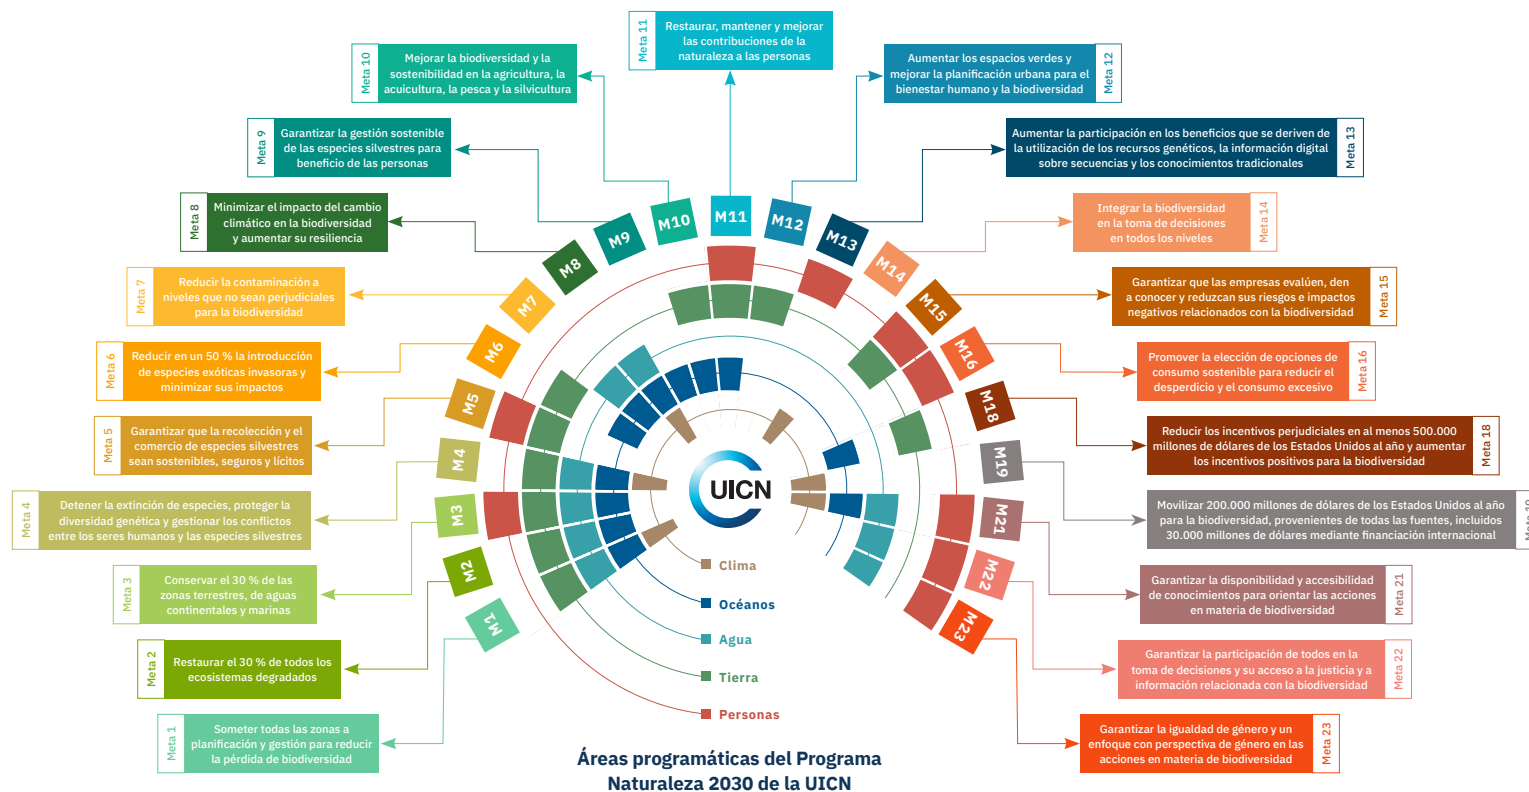 Meta 11
Restaurar, mantener y mejorar
las contribuciones de la
naturaleza a las personas
Meta 10
Mejorar la biodiversidad y la
sostenibilidad en la agricultura, la
acuicultura, la pesca y la silvicultura
Aumentar los espacios verdes y
mejorar la planificación urbana para el
bienestar humano y la biodiversidad
Meta 12
Meta 9
Garantizar la gestión sostenible
de las especies silvestres para
beneficio de las personas
Aumentar la participación en los beneficios que se deriven de
la utilización de los recursos genéticos, la información digital
sobre secuencias y los conocimientos tradicionales
Meta 13
Meta 8
Minimizar el impacto del cambio
climático en la biodiversidad
y aumentar su resiliencia
Integrar la biodiversidad
en la toma de decisiones
en todos los niveles
Meta 14
Meta 7
Reducir la contaminación a
niveles que no sean perjudiciales
para la biodiversidad
Garantizar que las empresas evalúen, den
a conocer y reduzcan sus riesgos e impactos
negativos relacionados con la biodiversidad
Meta 15
Meta 6
Reducir en un 50 % la introducción
de especies exóticas invasoras y
minimizar sus impactos
Promover la elección de opciones de
consumo sostenible para reducir el
desperdicio y el consumo excesivo
Meta 16
Meta 5
Garantizar que la recolección y el
comercio de especies silvestres
sean sostenibles, seguros y lícitos
Reducir los incentivos perjudiciales en al menos 500.000
millones de dólares de los Estados Unidos al año y aumentar
los incentivos positivos para la biodiversidad
Meta 18
Meta 4
Detener la extinción de especies, proteger la
diversidad genética y gestionar los conflictos
entre los seres humanos y las especies silvestres
Movilizar 200.000 millones de dólares de los Estados Unidos al año
para la biodiversidad, provenientes de todas las fuentes, incluidos
30.000 millones de dólares mediante financiación internacional
Meta 3
Conservar el 30 % de las
zonas terrestres, de aguas
continentales y marinas
Garantizar la disponibilidad y accesibilidad
de conocimientos para orientar las acciones
en materia de biodiversidad
Meta 21
Meta 2
Restaurar el 30 % de todos los
ecosistemas degradados
Garantizar la participación de todos en la
toma de decisiones y su acceso a la justicia y a
información relacionada con la biodiversidad
Meta 22
Meta 1
Someter todas las zonas a
planificación y gestión para reducir
la pérdida de biodiversidad
Garantizar la igualdad de género y un
enfoque con perspectiva de género en las
acciones en materia de biodiversidad
Meta 23
M1
M2
M3
M4
M5
M6
M7
M8
M9
M10
M11
M12
M13
M14
M15
M16
M18
M19
M21
M22
M23
UICN
Clima
Océanos
Agua
Tierra
Personas
Áreas programáticas del Programa
Naturaleza 2030 de la UICN